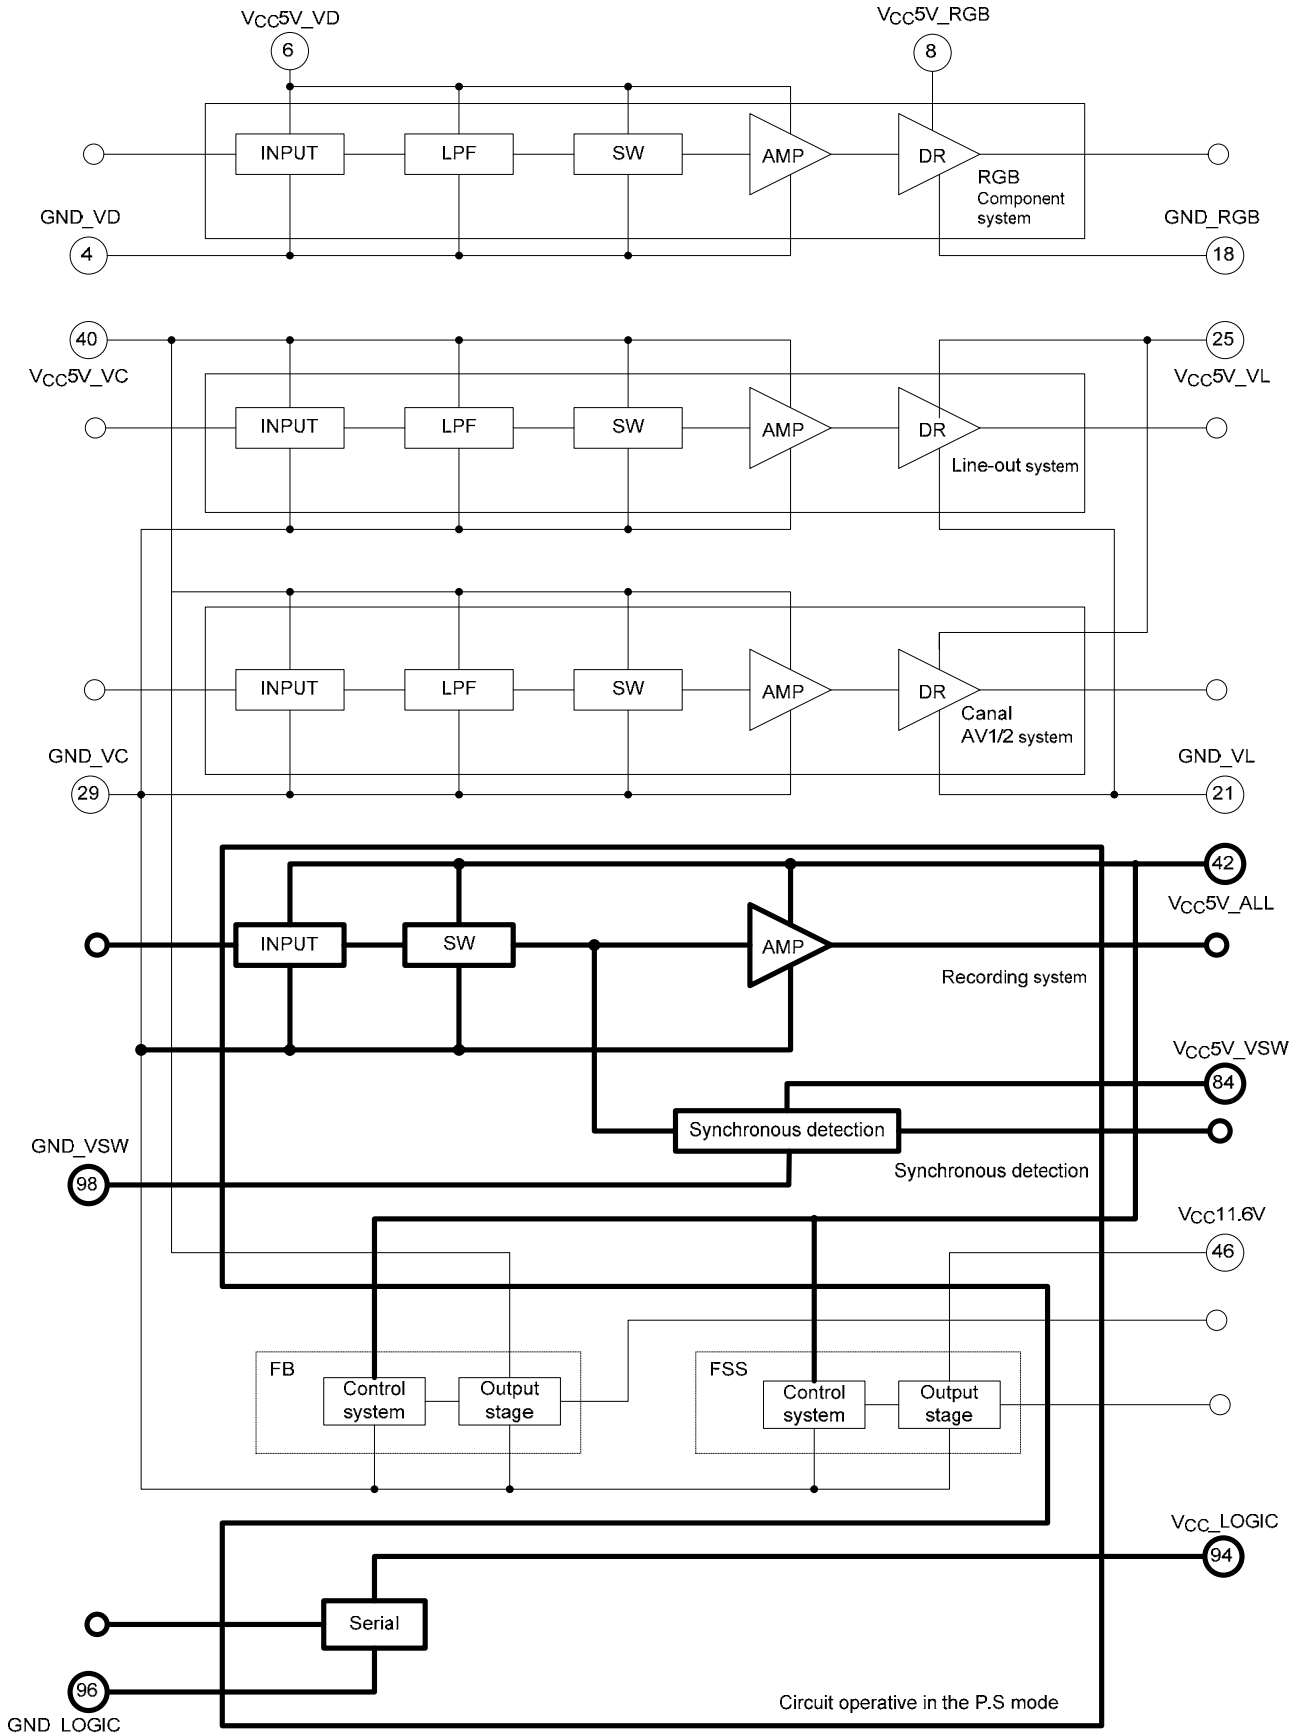 VCC5V_VD
VCC5V_RGB
6
8
INPUT
LPF
SW
AMP
DR
RGB
Component
system
GND_VD
GND_RGB
4
18
40
25
VCC5V_VC
VCC5V_VL
INPUT
LPF
SW
AMP
DR
Line-out system
INPUT
LPF
SW
AMP
DR
Canal
AV1/2 system
GND_VC
GND_VL
29
21
42
VCC5V_ALL
INPUT
SW
AMP
Recording system
VCC5V_VSW
84
Synchronous detection
GND_VSW
Synchronous detection
98
VCC11.6V
46
FB
FSS
Control
system
Output
stage
Control
system
Output
stage
VCC_LOGIC
94
Serial
96
Circuit operative in the P.S mode
GND_LOGIC